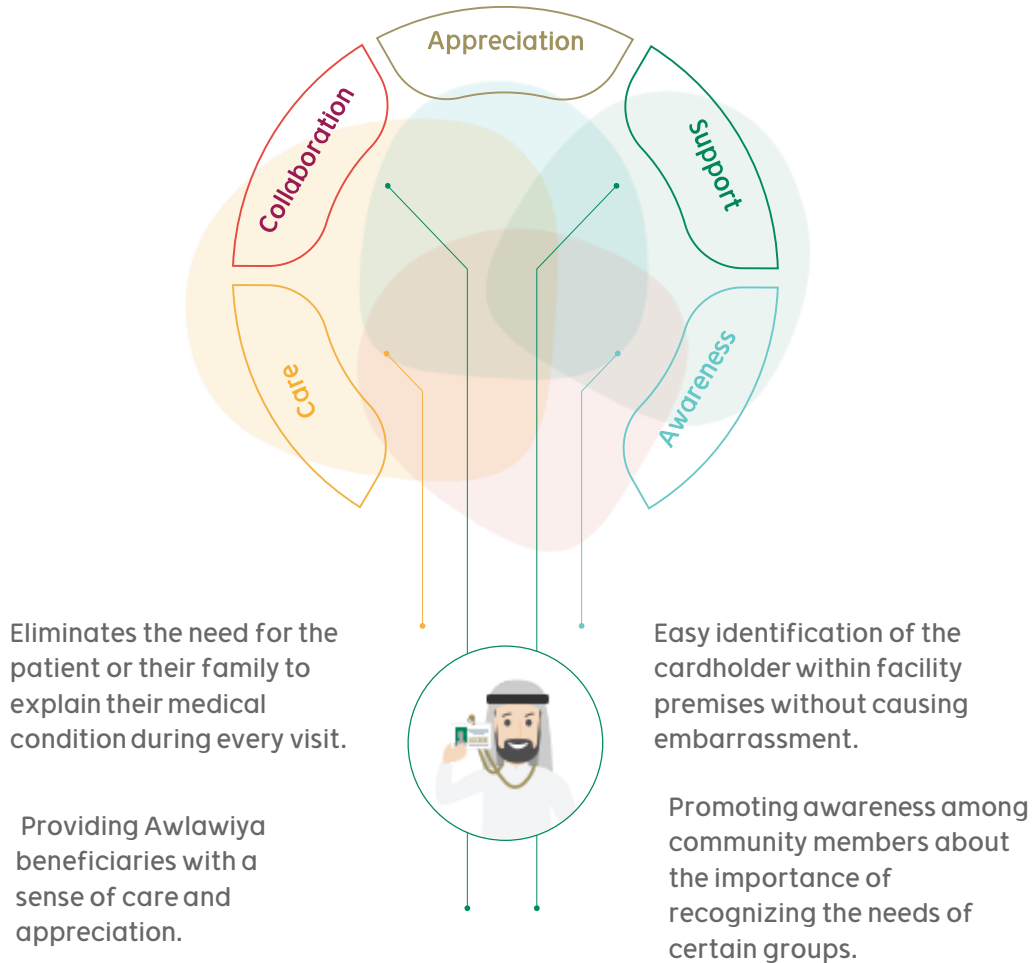 Appreciation
Collaboration
Support
Care
Awareness
Eliminates the need for the
patient or their family to
explain their medical
condition during every visit.
Easy identification of the
cardholder within facility
premises without causing
embarrassment.
Providing Awlawiya
beneficiaries with a
sense of care and
appreciation.
Promoting awareness among
community members about
the importance of
recognizing the needs of
certain groups.